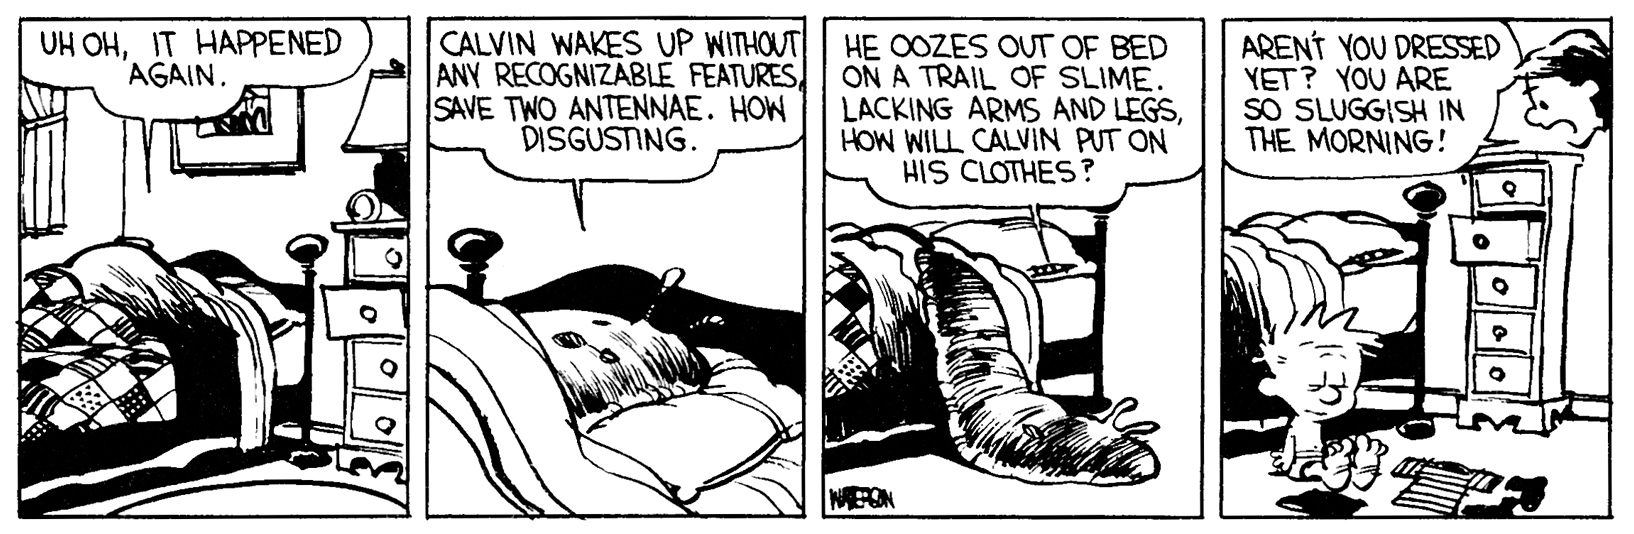 UH OH, IT HAPPENED
AGAIN.
CALVIN WAKES UP WITHOUT
ANY RECOGNIZABLE FEATURES,
SAVE TWO ANTENNAE. HOW
DISGUSTING.
HE OOZES OUT OF BED
ON A TRAIL OF SLIME.
LACKING ARMS AND LEGS,
HOW WILL CALVIN PUT ON
HIS CLOTHES?
WATTERSON
AREN'T YOU DRESSED
YET? YOU ARE
SO SLUGGISH IN
THE MORNING!